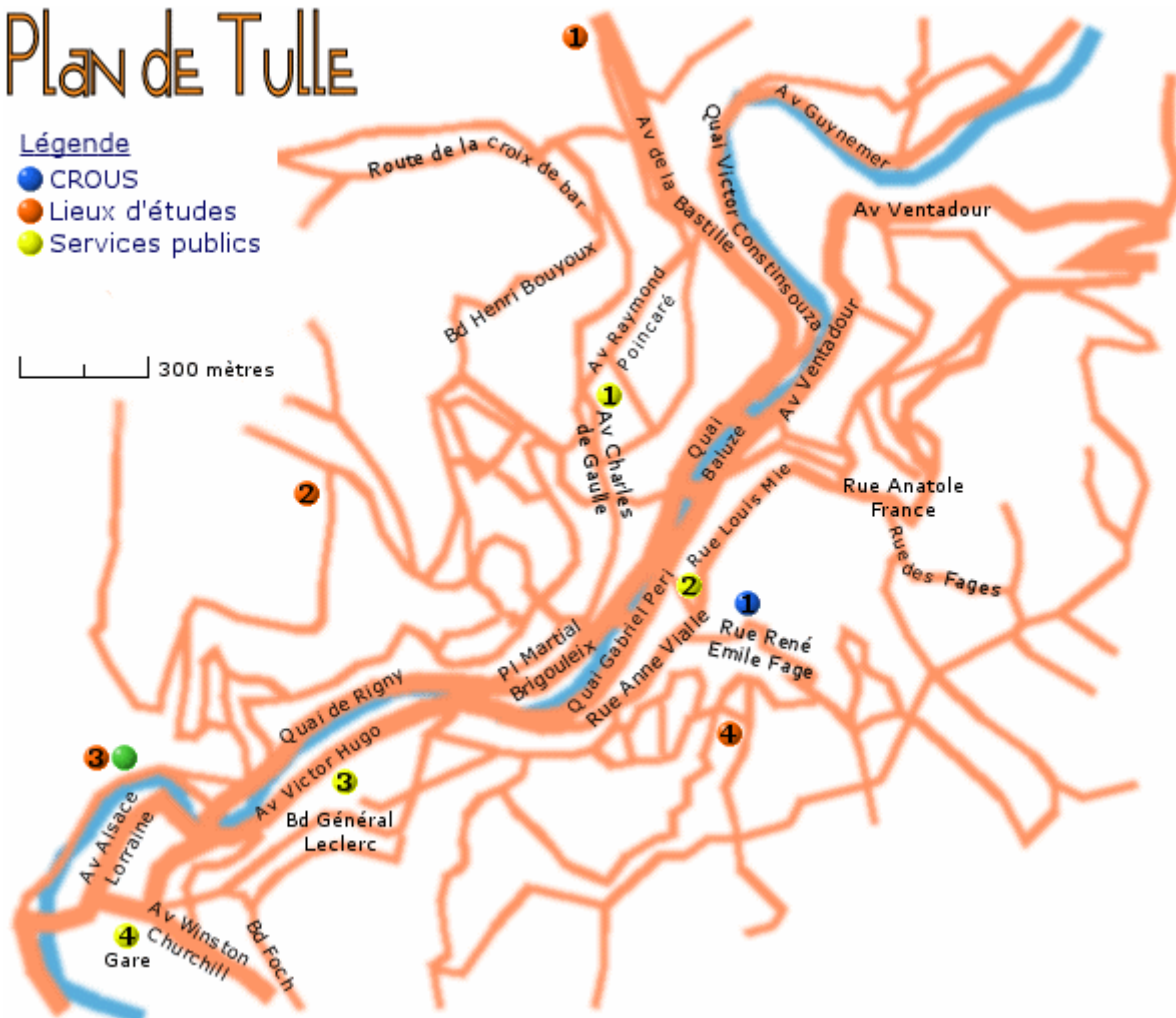 Plan de Tulle
Légende
CROUS
Lieux d'études
Services publics
300 mètres
1
Av de la Bastille
Quai Victor Constinsouza
Av Guynemer
Av Ventadour
Route de la Croix de bar
Bd Henri Bouyoux
Av Raymond
Poincaré
Av Ventadour
1
Av Charles
de Gaulle
Quai
Baluze
2
Rue Louis Mie
Rue Anatole
France
Rue des Fages
2
1
Rue René
Emile Fage
Pl Martial
Brigouleix
Quai Gabriel Peri
Rue Anne Vialle
Quai de Rigny
4
3
Av Victor Hugo
3
Bd Général
Leclerc
Av Alsace
Lorraine
4
Gare
Av Winston
Churchill
Bd Foch